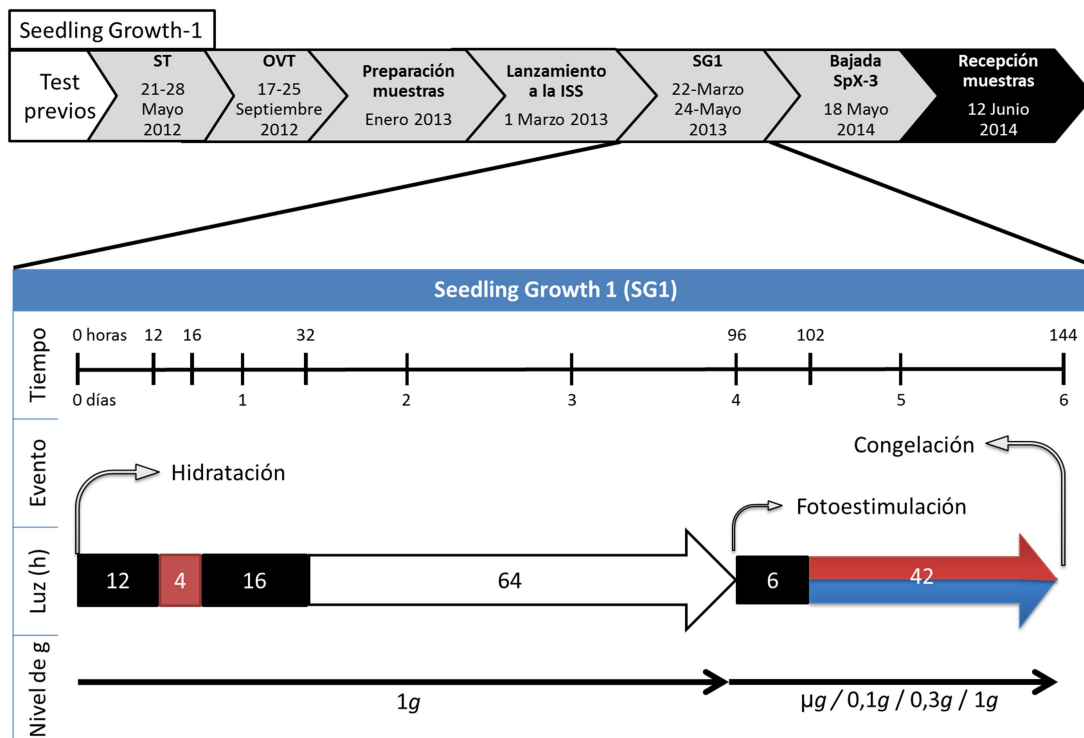 Seedling Growth-1
Test
previos
ST
21-28
Mayo
2012
OVT
17-25
Septiembre
2012
Preparación
muestras
Enero 2013
Lanzamiento
a la ISS
1 Marzo 2013
SG1
22-Marzo
24-Mayo
2013
Bajada
SpX-3
18 Mayo
2014
Recepción
muestras
12 Junio
2014
Seedling Growth 1 (SG1)
Tiempo
0 horas 12 16 32 96 102 144
0 días 1 2 3 4 5 6
Evento
Hidratación
Fotoestimulación
Congelación
Luz (h)
12 4 16 64 6 42
Nivel de g
1g
µg / 0,1g / 0,3g / 1g